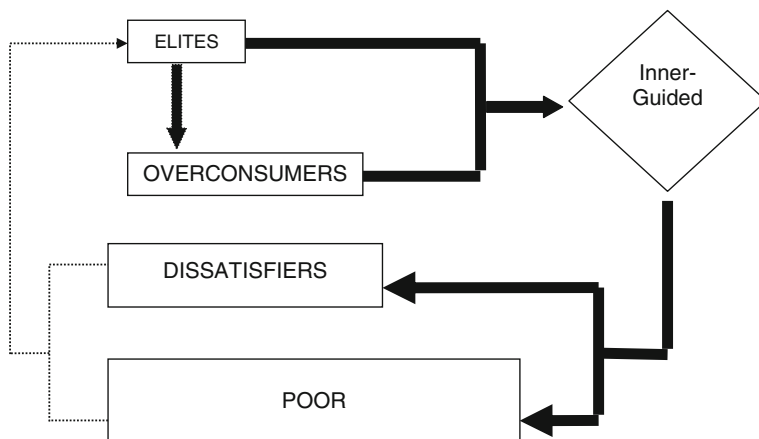 ELITES
Inner-
Guided
OVERCONSUMERS
DISSATISFIERS
POOR